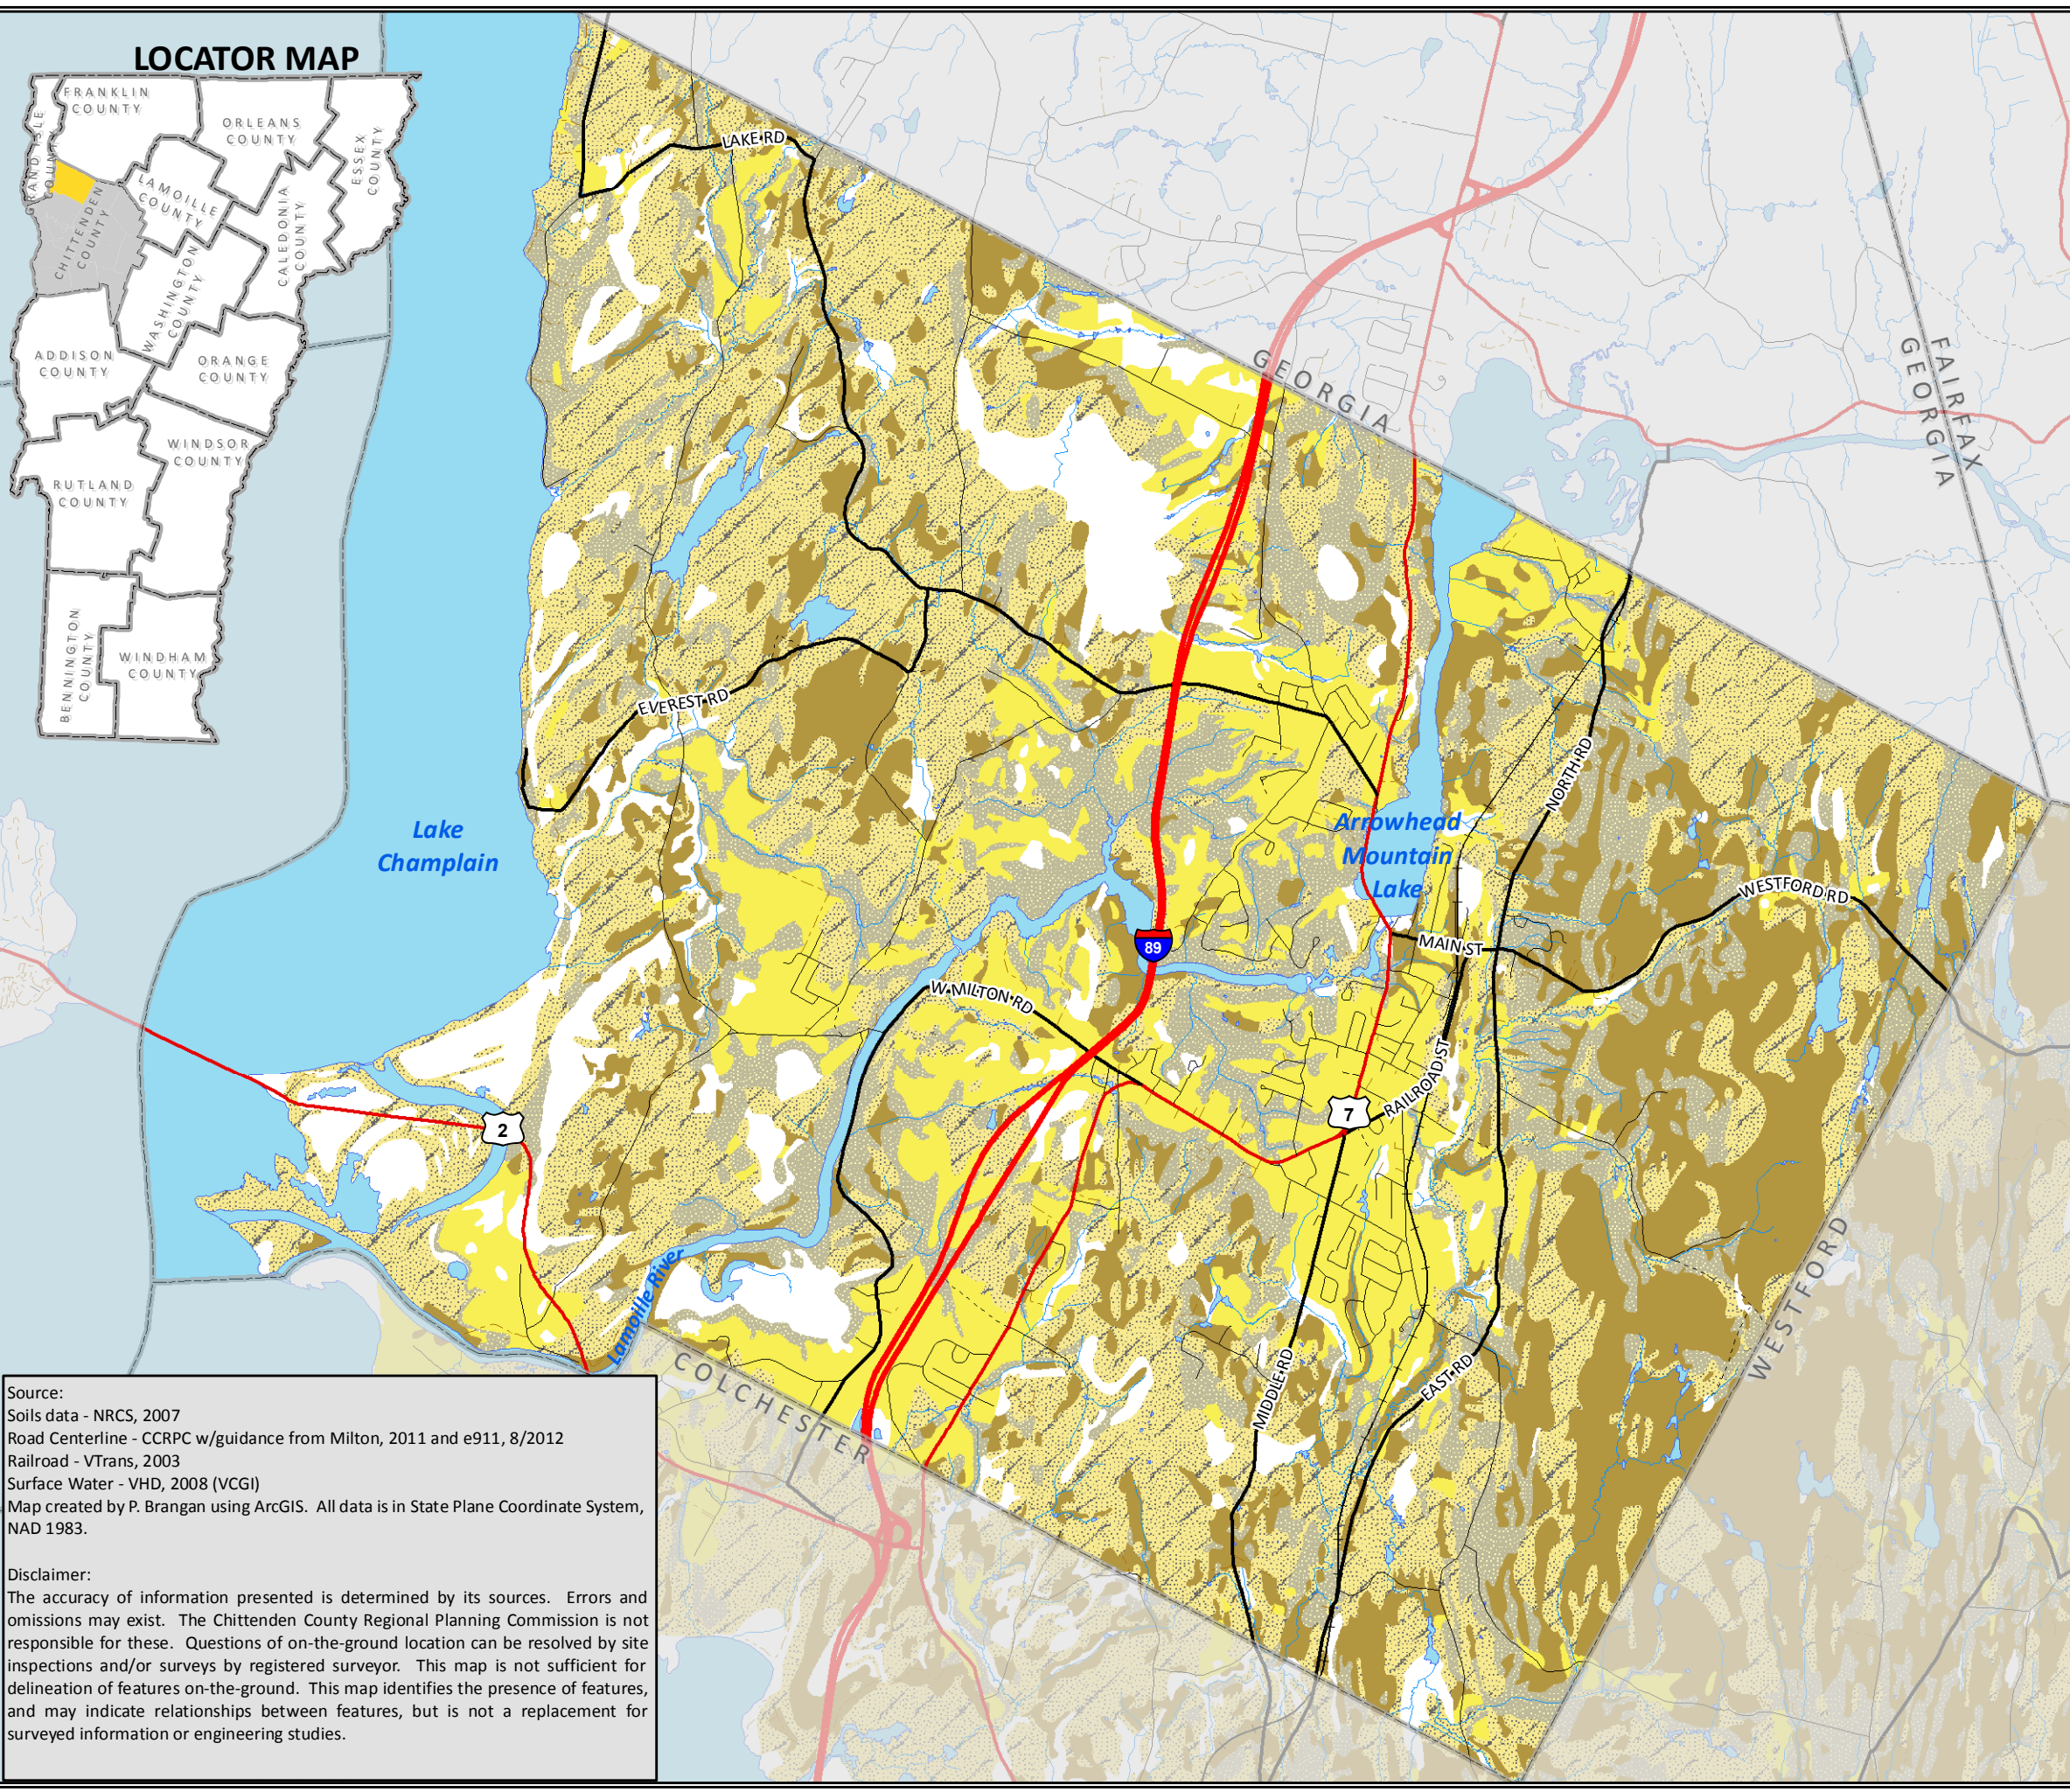 LOCATOR MAP
FRANKLIN
COUNTY
GRAND ISLE
COUNTY
ORLEANS
COUNTY
ESSEX
COUNTY
LAMOILLE
COUNTY
CALEDONIA
COUNTY
CHITTENDEN
COUNTY
WASHINGTON
COUNTY
ADDISON
COUNTY
ORANGE
COUNTY
WINDSOR
COUNTY
RUTLAND
COUNTY
BENNINGTON
COUNTY
WINDHAM
COUNTY
LAKE RD
GEORGIA
FAIRFAX
GEORGIA
EVEREST RD
NORTH RD
Lake
Champlain
Arrowhead
Mountain
Lake
WESTFORD RD
MAIN ST
89
W MILTON RD
RAILROAD ST
7
2
Lamoille River
WESTFORD
COLCHESTER
MIDDLE RD
EAST RD
Source:
Soils data - NRCS, 2007
Road Centerline - CCRPC w/guidance from Milton, 2011 and e911, 8/2012
Railroad - VTrans, 2003
Surface Water - VHD, 2008 (VCGI)
Map created by P. Brangan using ArcGIS. All data is in State Plane Coordinate System,
NAD 1983.
Disclaimer:
The accuracy of information presented is determined by its sources. Errors and
omissions may exist. The Chittenden County Regional Planning Commission is not
responsible for these. Questions of on-the-ground location can be resolved by site
inspections and/or surveys by registered surveyor. This map is not sufficient for
delineation of features on-the-ground. This map identifies the presence of features,
and may indicate relationships between features, but is not a replacement for
surveyed information or engineering studies.